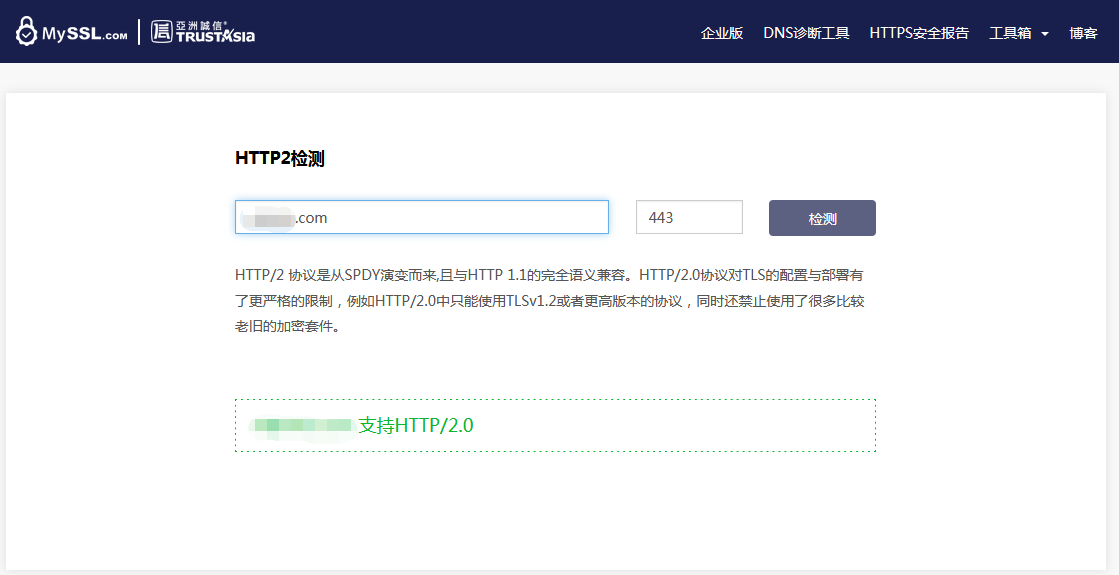 MySSL.com 亞洲誠信® TRUSTAsia 企业版 DNS诊断工具 HTTPS安全报告 工具箱 博客
HTTP2检测
.com 443 检测
HTTP/2 协议是从SPDY演变而来,且与HTTP 1.1的完全语义兼容。HTTP/2.0协议对TLS的配置与部署有
了更严格的限制，例如HTTP/2.0中只能使用TLSv1.2或者更高版本的协议，同时还禁止使用了很多比较
老旧的加密套件。
支持HTTP/2.0